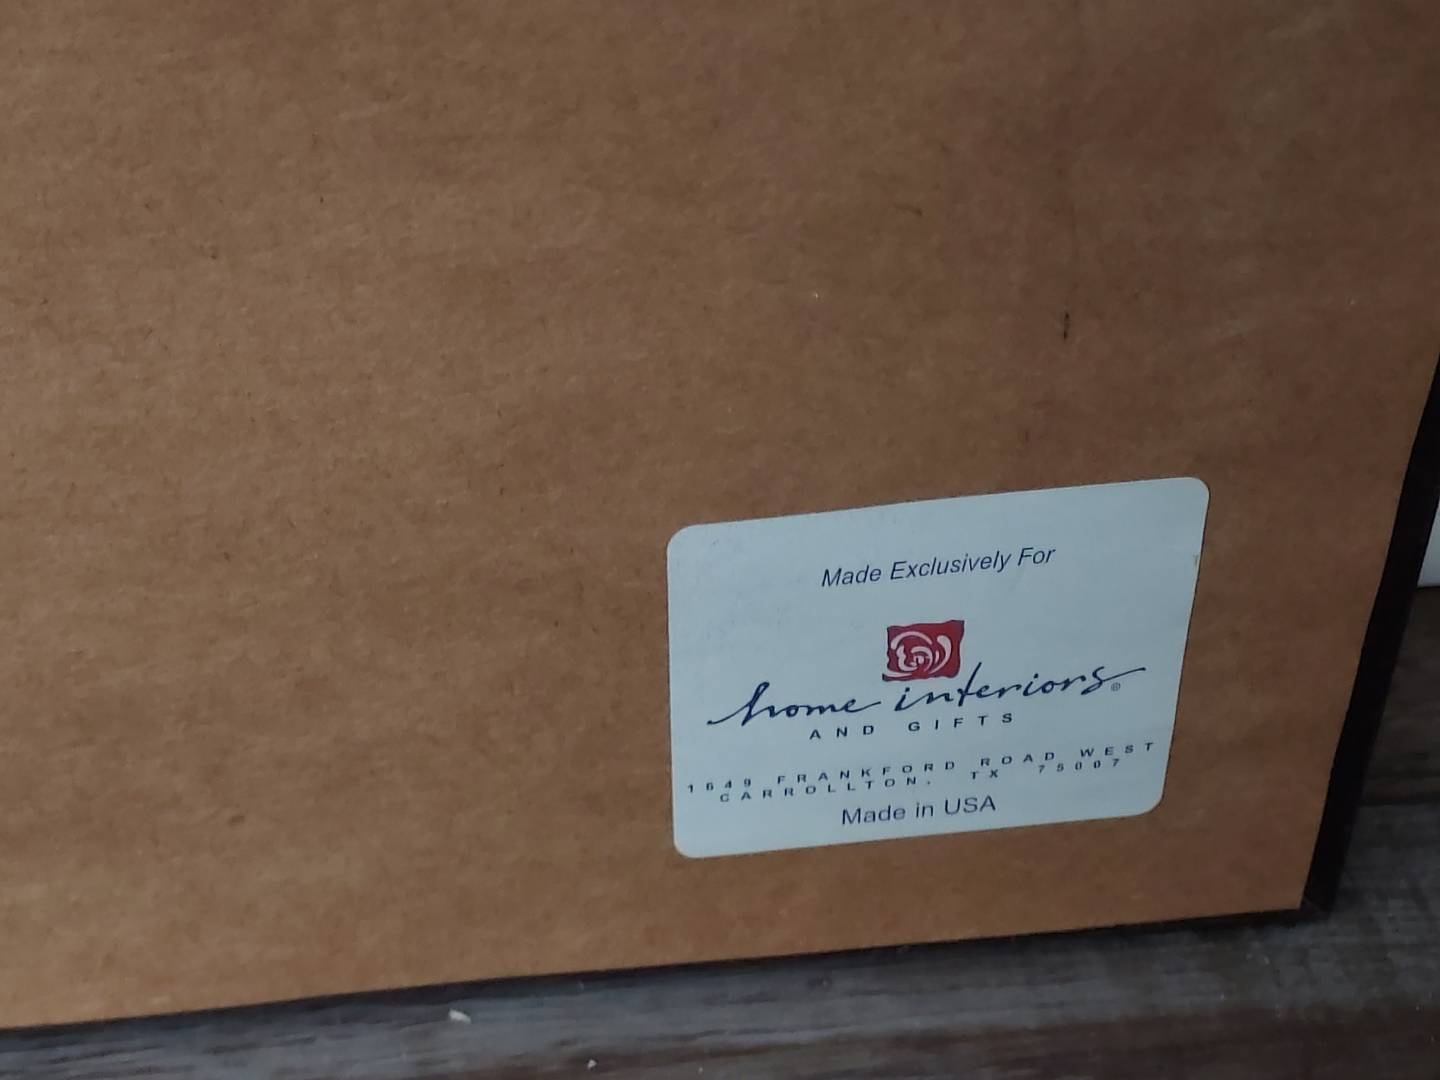 Made Exclusively For
home interiors®
AND GIFTS
1649 FRANKFORD ROAD WEST
CARROLLTON, TX 75007
Made in USA